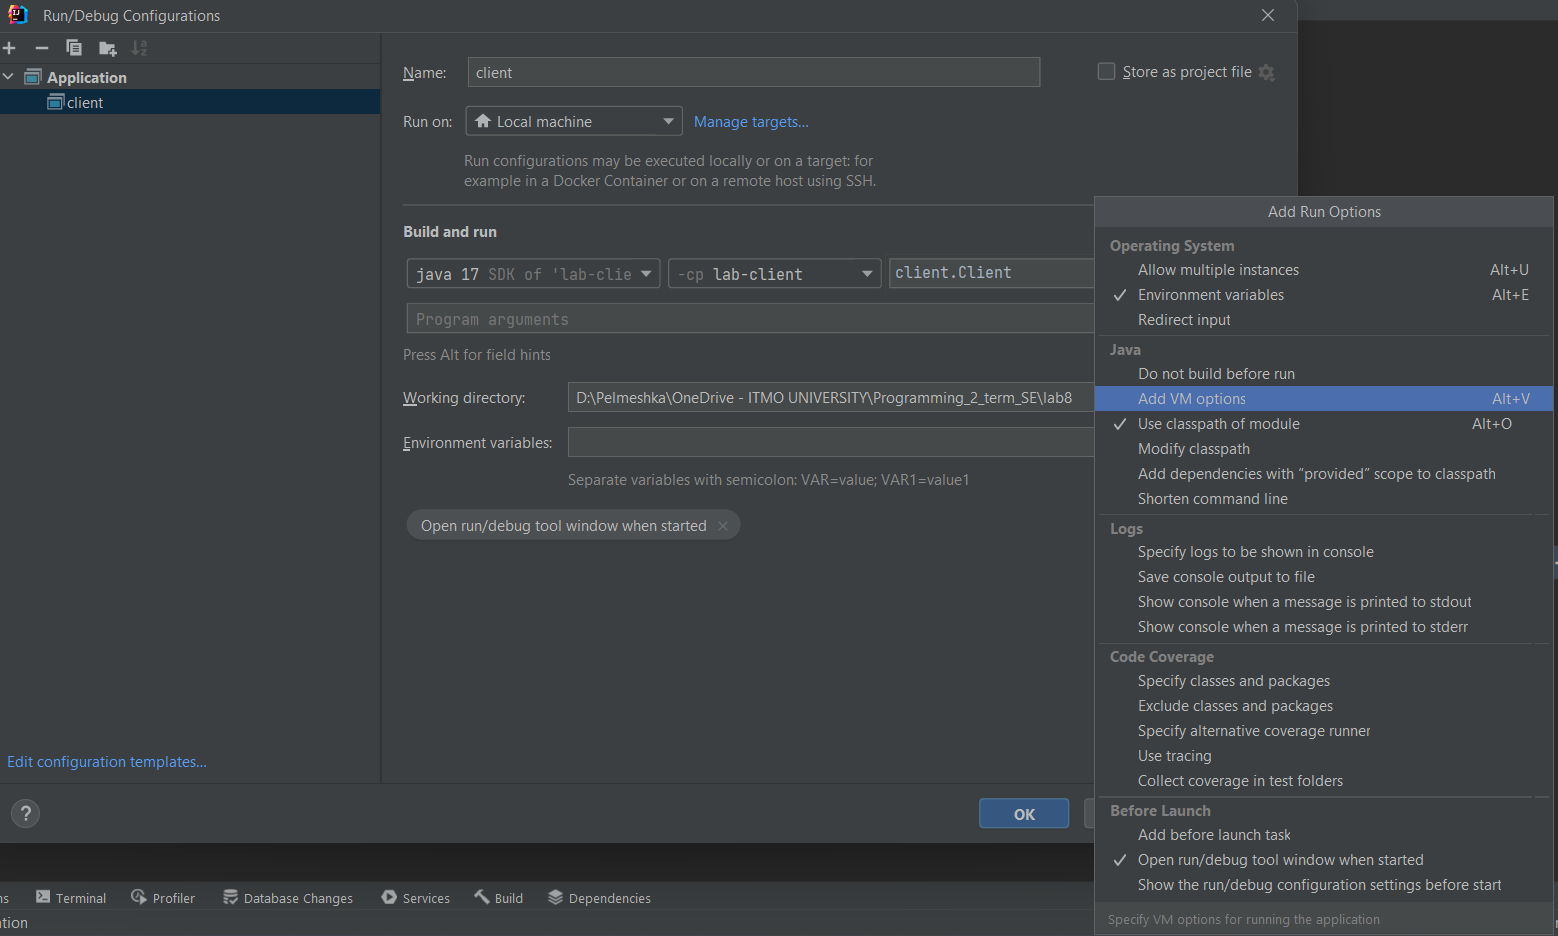 Run/Debug Configurations
Application
client
Edit configuration templates...
?
Name: client
Store as project file
Run on: Local machine Manage targets...
Run configurations may be executed locally or on a target: for
example in a Docker Container or on a remote host using SSH.
Build and run
java 17 SDK of 'lab-clie -cp lab-client client.Client
Program arguments
Press Alt for field hints
Working directory: D:\Pelmeshka\OneDrive - ITMO UNIVERSITY\Programming_2_term_SE\lab8
Environment variables:
Separate variables with semicolon: VAR=value; VAR1=value1
Open run/debug tool window when started
OK
Add Run Options
Operating System
Allow multiple instances Alt+U
Environment variables Alt+E
Redirect input
Java
Do not build before run
Add VM options Alt+V
Use classpath of module Alt+O
Modify classpath
Add dependencies with “provided” scope to classpath
Shorten command line
Logs
Specify logs to be shown in console
Save console output to file
Show console when a message is printed to stdout
Show console when a message is printed to stderr
Code Coverage
Specify classes and packages
Exclude classes and packages
Specify alternative coverage runner
Use tracing
Collect coverage in test folders
Before Launch
Add before launch task
Open run/debug tool window when started
Show the run/debug configuration settings before start
Specify VM options for running the application
ns Terminal Profiler Database Changes Services Build Dependencies
ation